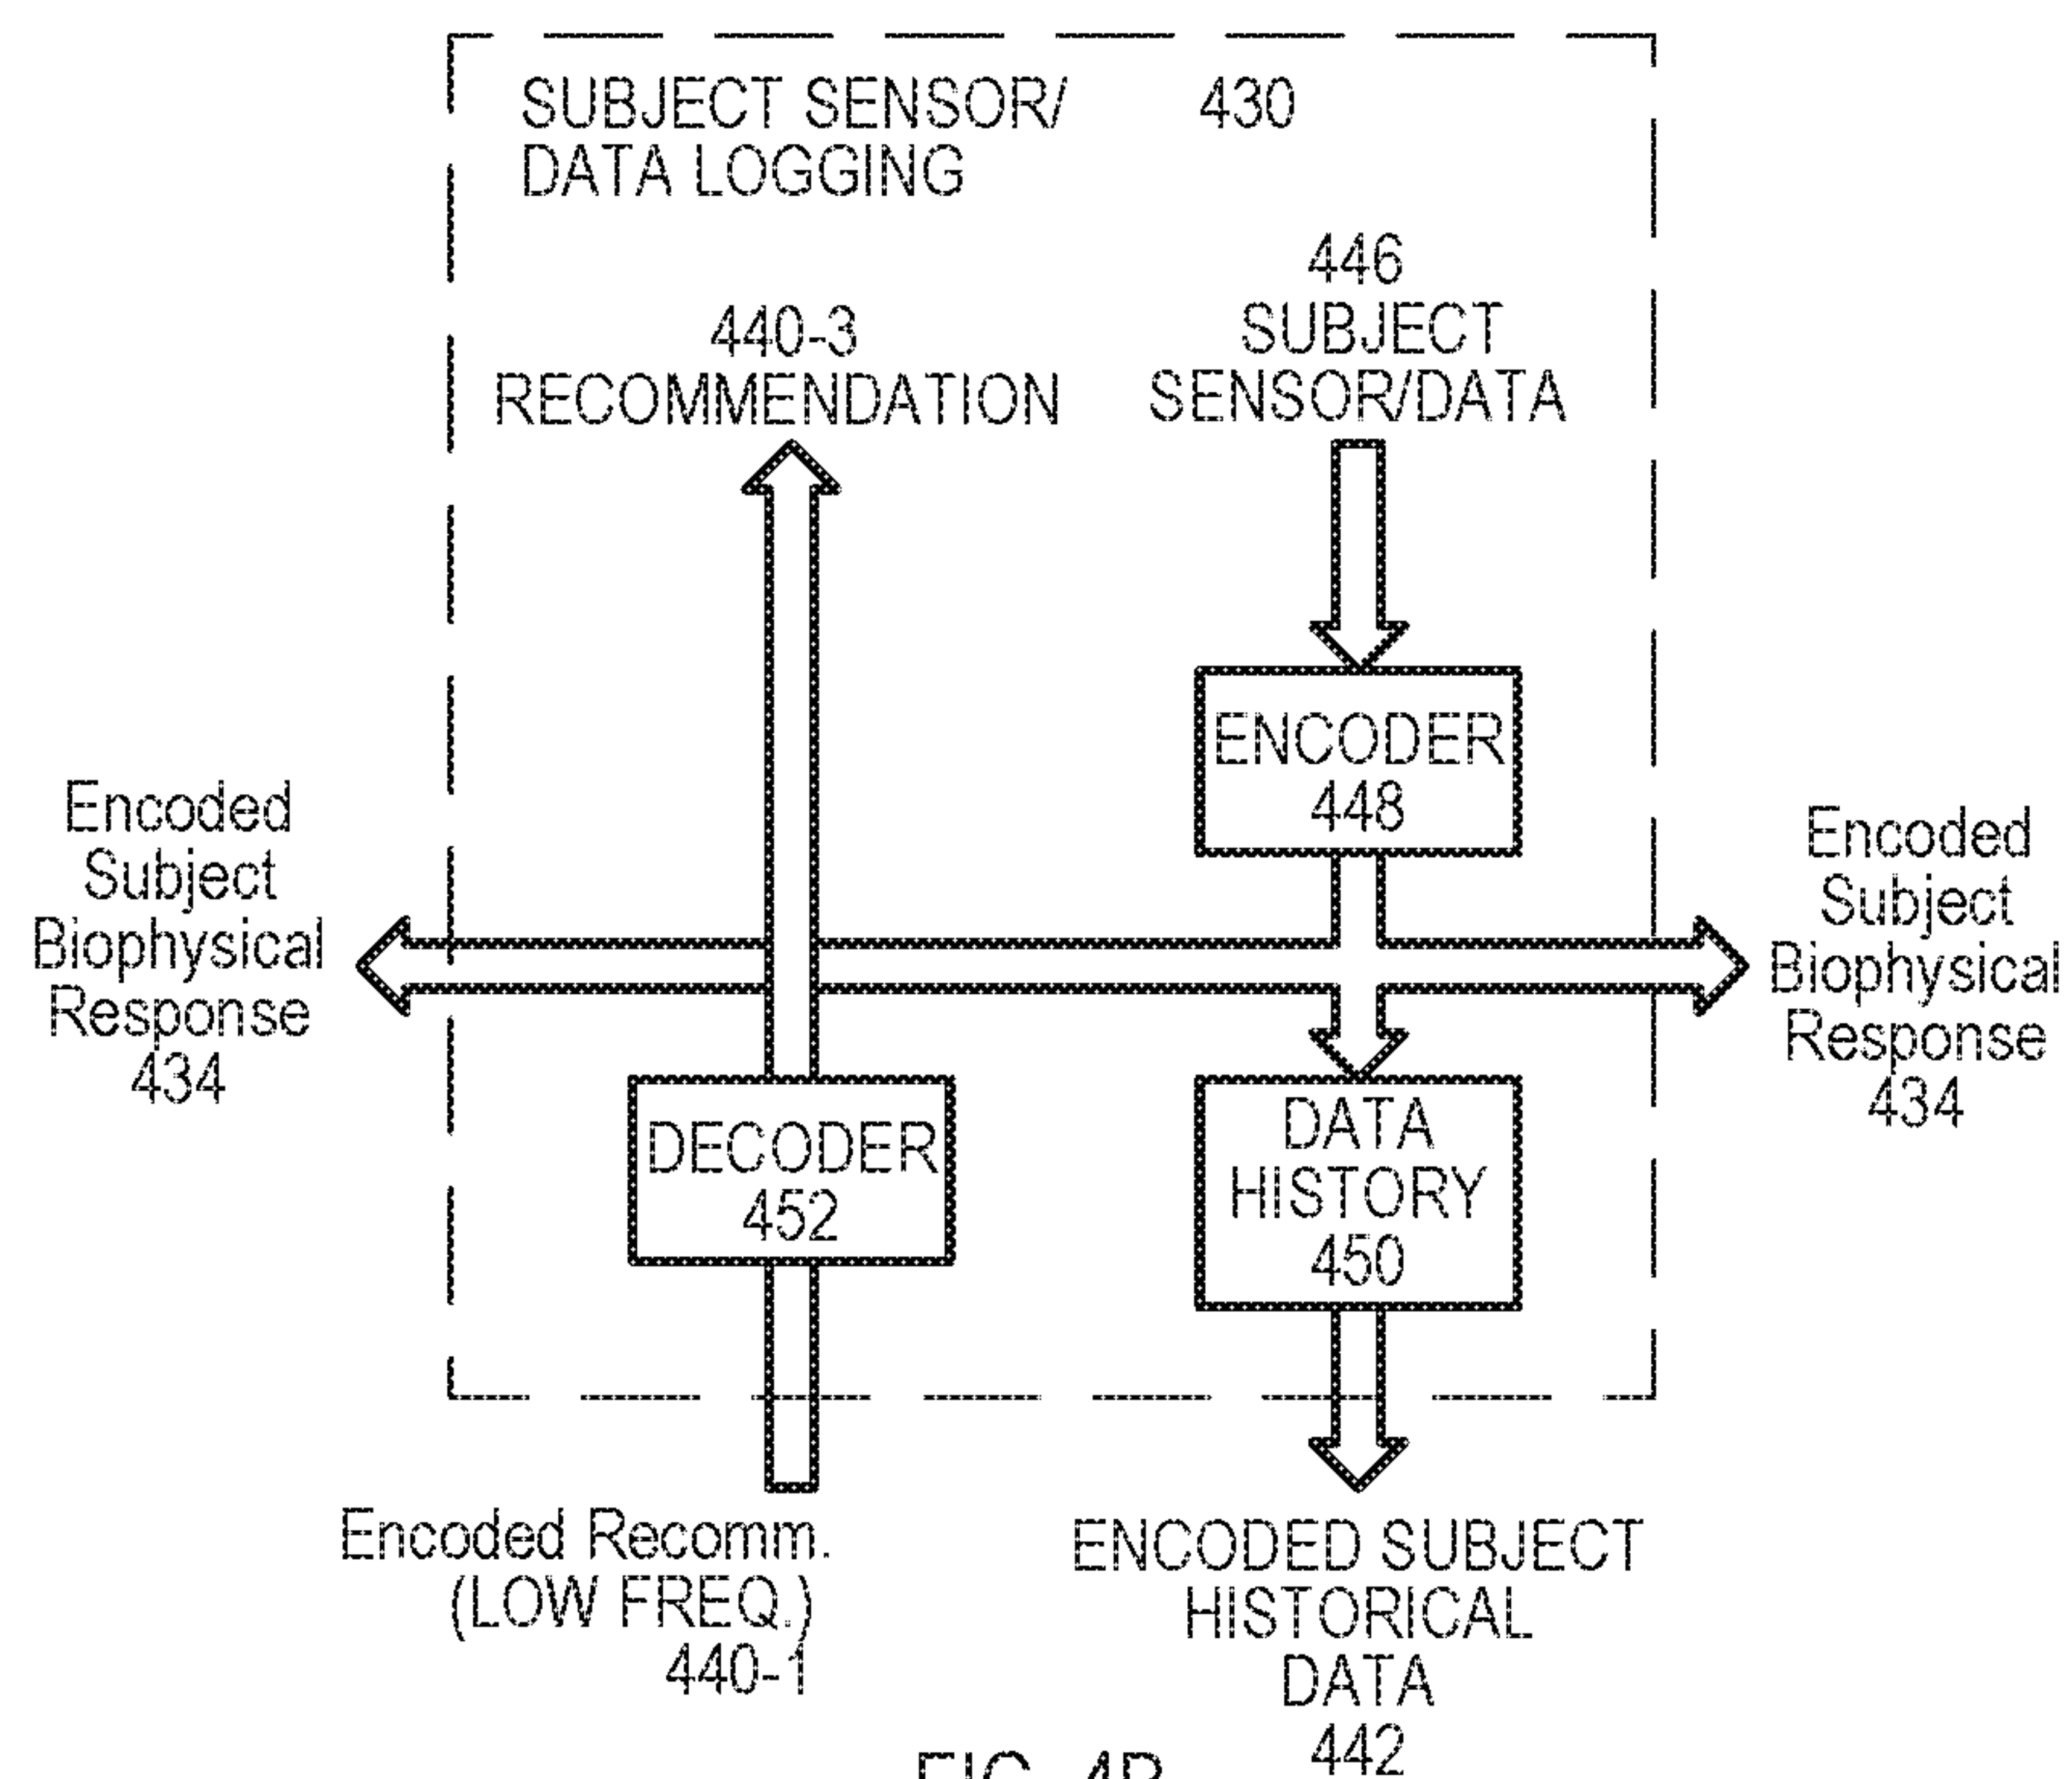 SUBJECT SENSOR/ 430
DATA LOGGING
446
SUBJECT
SENSOR/DATA
440-3
RECOMMENDATION
ENCODER
448
Encoded
Subject
Biophysical
Response
434
Encoded
Subject
Biophysical
Response
434
DECODER
452
DATA
HISTORY
450
Encoded Recomm.
(LOW FREQ.)
440-1
ENCODED SUBJECT
HISTORICAL
DATA
442
FIG. 4B